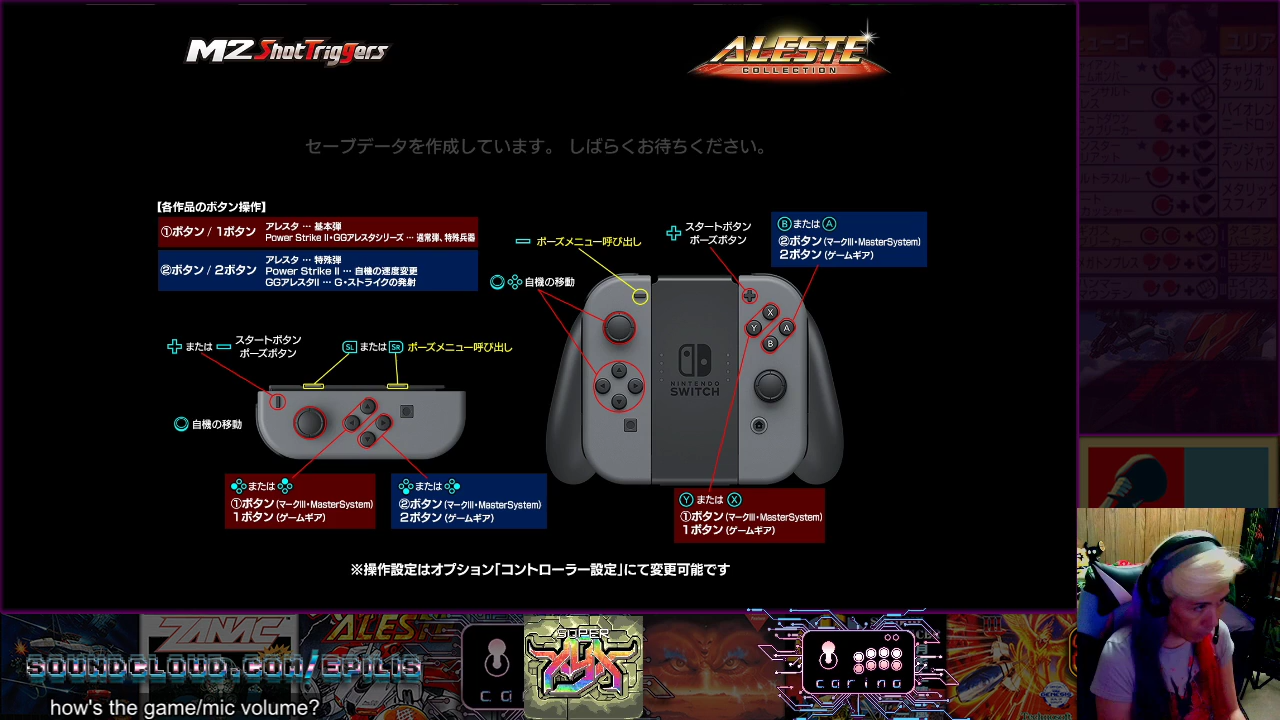 M2 ShotTriggers
ALESTE
COLLECTION
セーブデータを作成しています。 しばらくお待ちください。
【各作品のボタン操作】
①ボタン / 1ボタン
アレスタ … 基本弾
Power Strike II・GGアレスタシリーズ … 通常弾、特殊兵器
②ボタン / 2ボタン
アレスタ … 特殊弾
Power Strike II … 自機の速度変更
GGアレスタII … G・ストライクの発射
または
スタートボタン
ポーズボタン
SL または SR ポーズメニュー呼び出し
自機の移動
または
①ボタン (マークIII・MasterSystem)
1ボタン (ゲームギア)
または
②ボタン (マークIII・MasterSystem)
2ボタン (ゲームギア)
ポーズメニュー呼び出し
自機の移動
スタートボタン
ポーズボタン
B または A
②ボタン (マークIII・MasterSystem)
2ボタン (ゲームギア)
X
Y
A
B
NINTENDO
SWITCH
Y または X
①ボタン (マークIII・MasterSystem)
1ボタン (ゲームギア)
※操作設定はオプション「コントローラー設定」にて変更可能です
ZANAC
ALESTE
SOUNDCLOUD.COM/EPILIS
SUPER
XYX
carino
GENESIS
how's the game/mic volume?